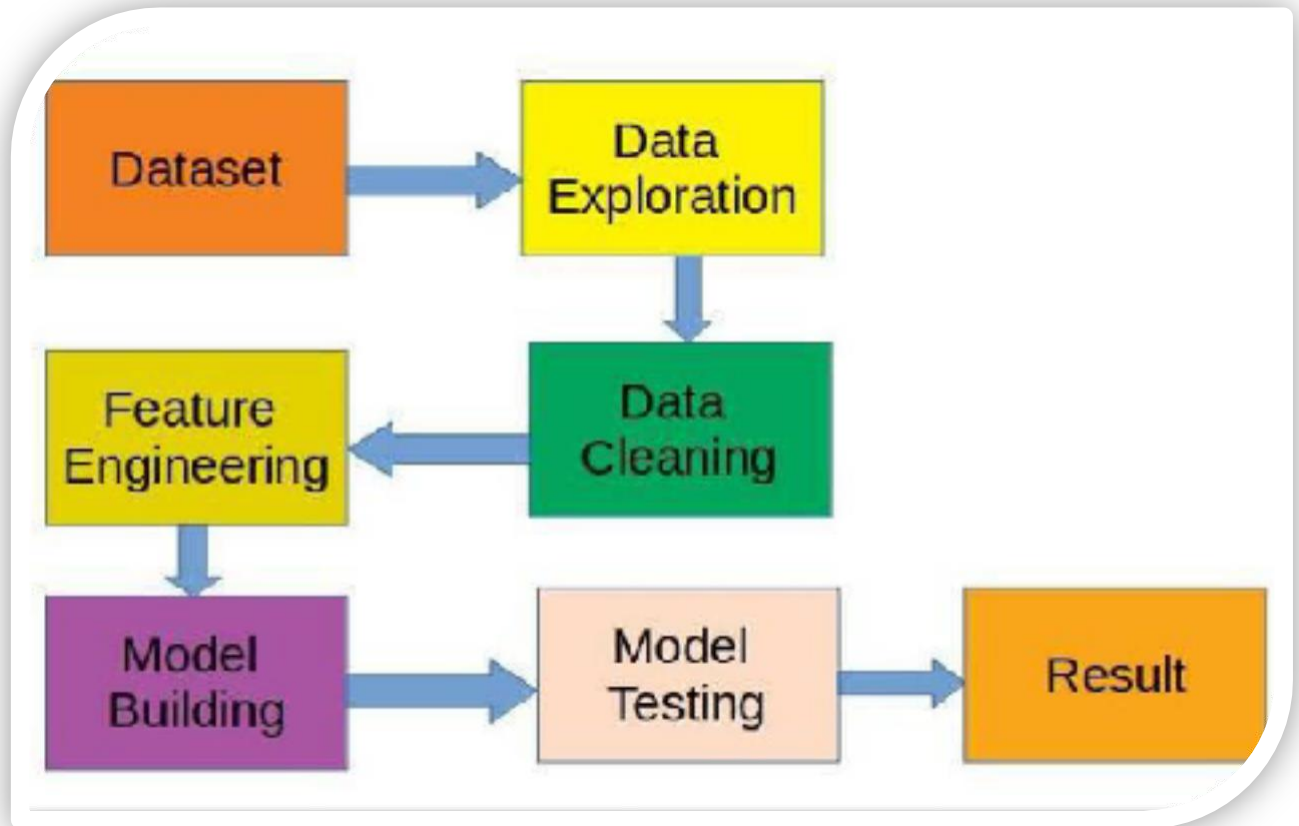 Dataset
Data
Exploration
Data
Cleaning
Feature
Engineering
Model
Building
Model
Testing
Result